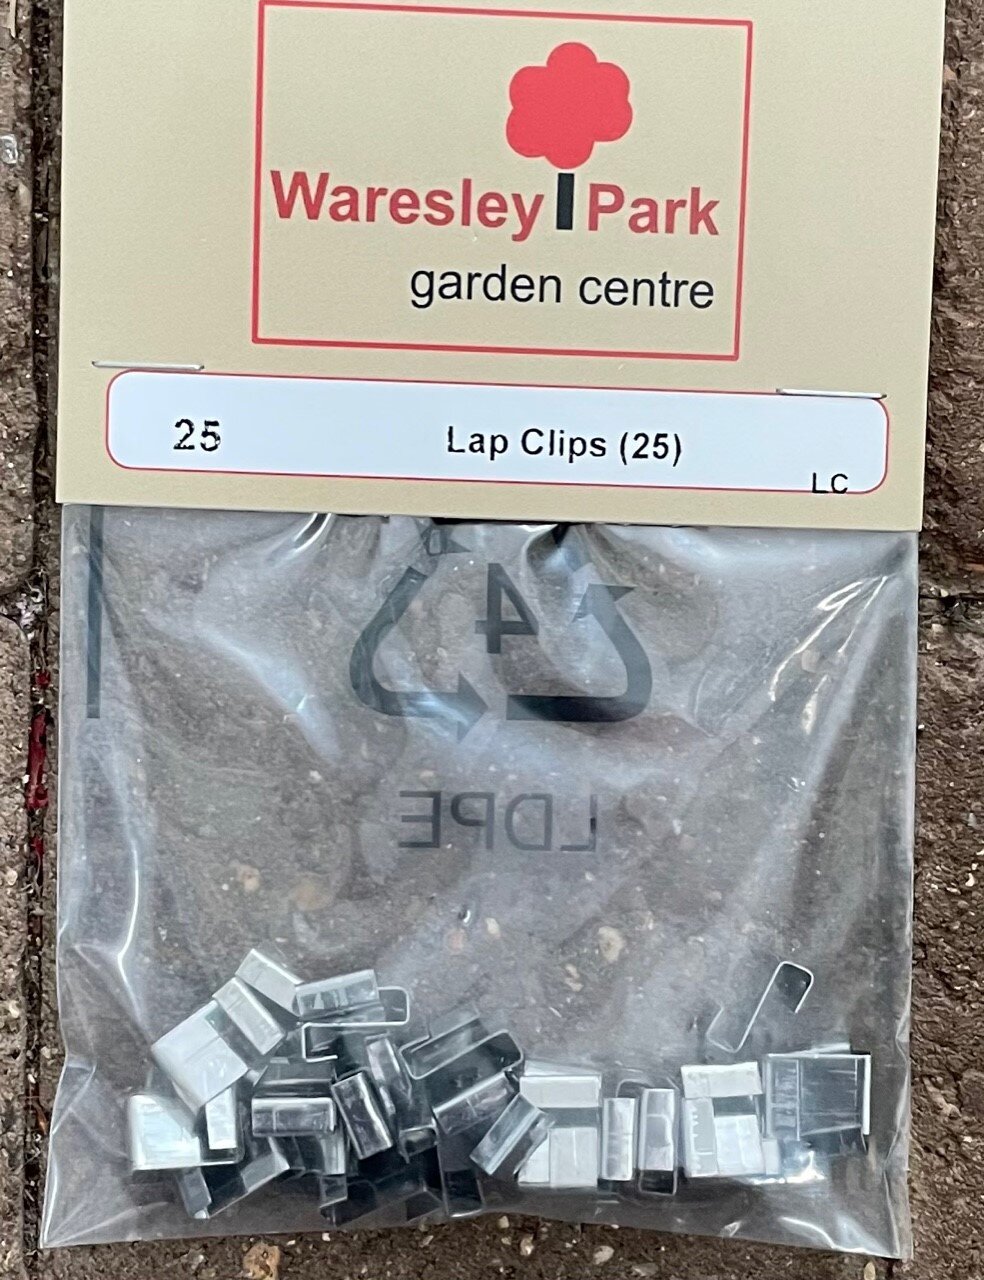 Waresley Park
garden centre
25 Lap Clips (25)
LC
4
LDPE